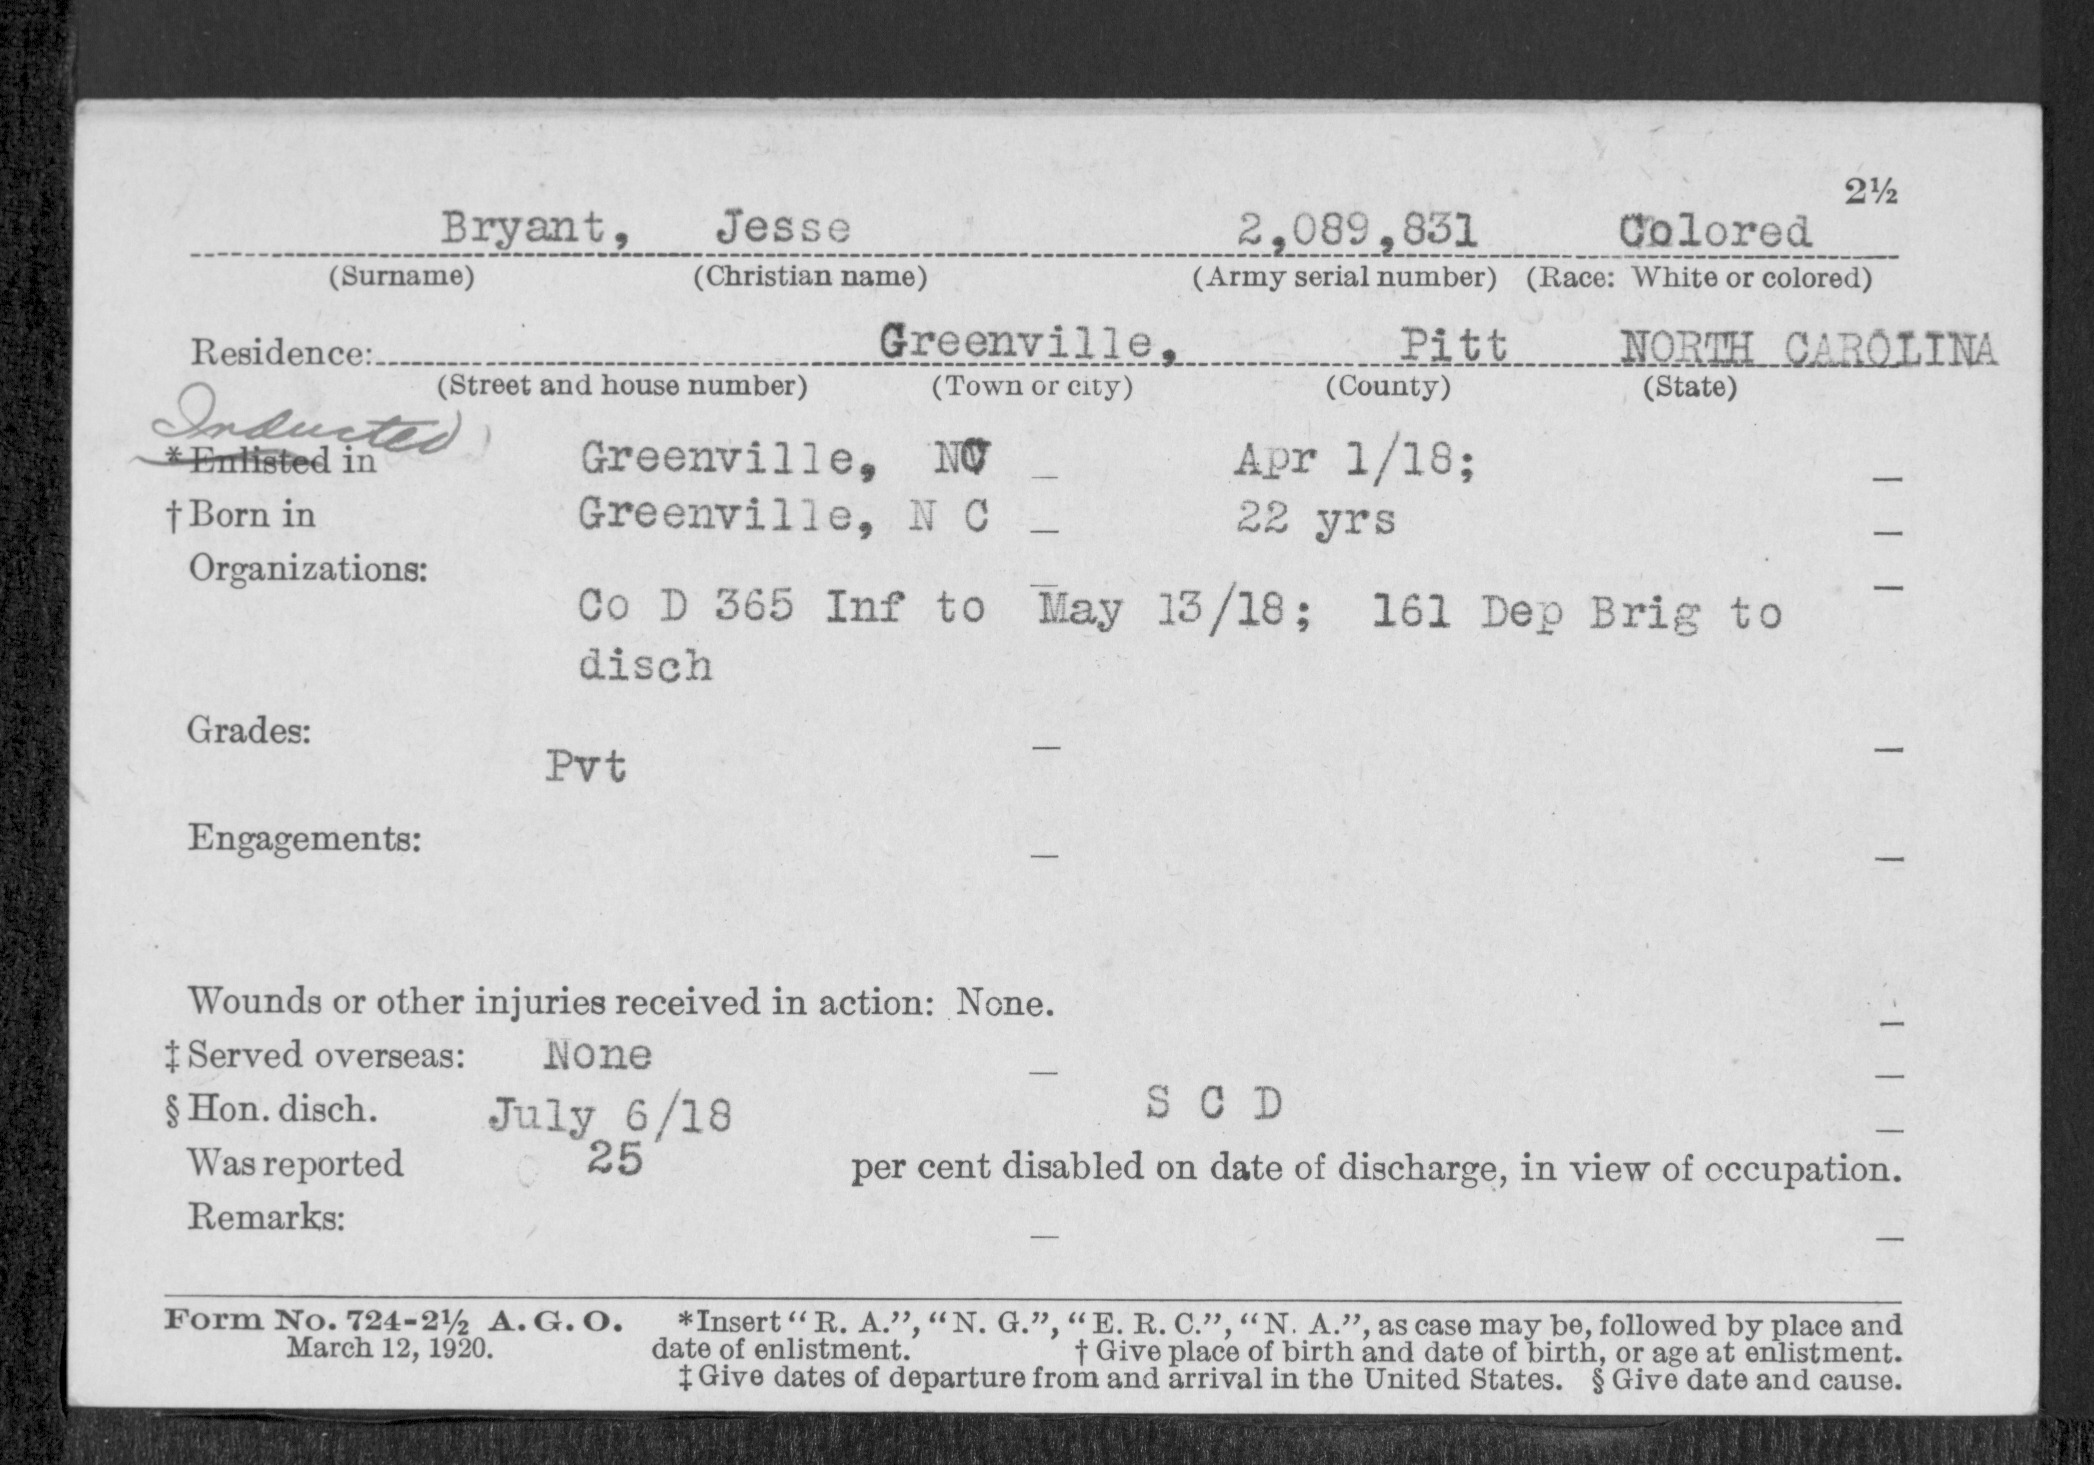 2½
Bryant, Jesse 2,089,831 Colored
(Surname) (Christian name) (Army serial number) (Race: White or colored)
Residence: Greenville, Pitt NORTH CAROLINA
(Street and house number) (Town or city) (County) (State)
Inducted
*Enlisted in Greenville, NC Apr 1/18;
†Born in Greenville, N C 22 yrs
Organizations:
Co D 365 Inf to May 13/18; 161 Dep Brig to
disch
Grades:
Pvt
Engagements:
Wounds or other injuries received in action: None.
‡Served overseas: None
§Hon. disch. July 6/18 S C D
Was reported 25 per cent disabled on date of discharge, in view of occupation.
Remarks:
Form No. 724-2½ A. G. O. *Insert "R. A.", "N. G.", "E. R. C.", "N. A.", as case may be, followed by place and
March 12, 1920. date of enlistment. † Give place of birth and date of birth, or age at enlistment.
‡Give dates of departure from and arrival in the United States. § Give date and cause.